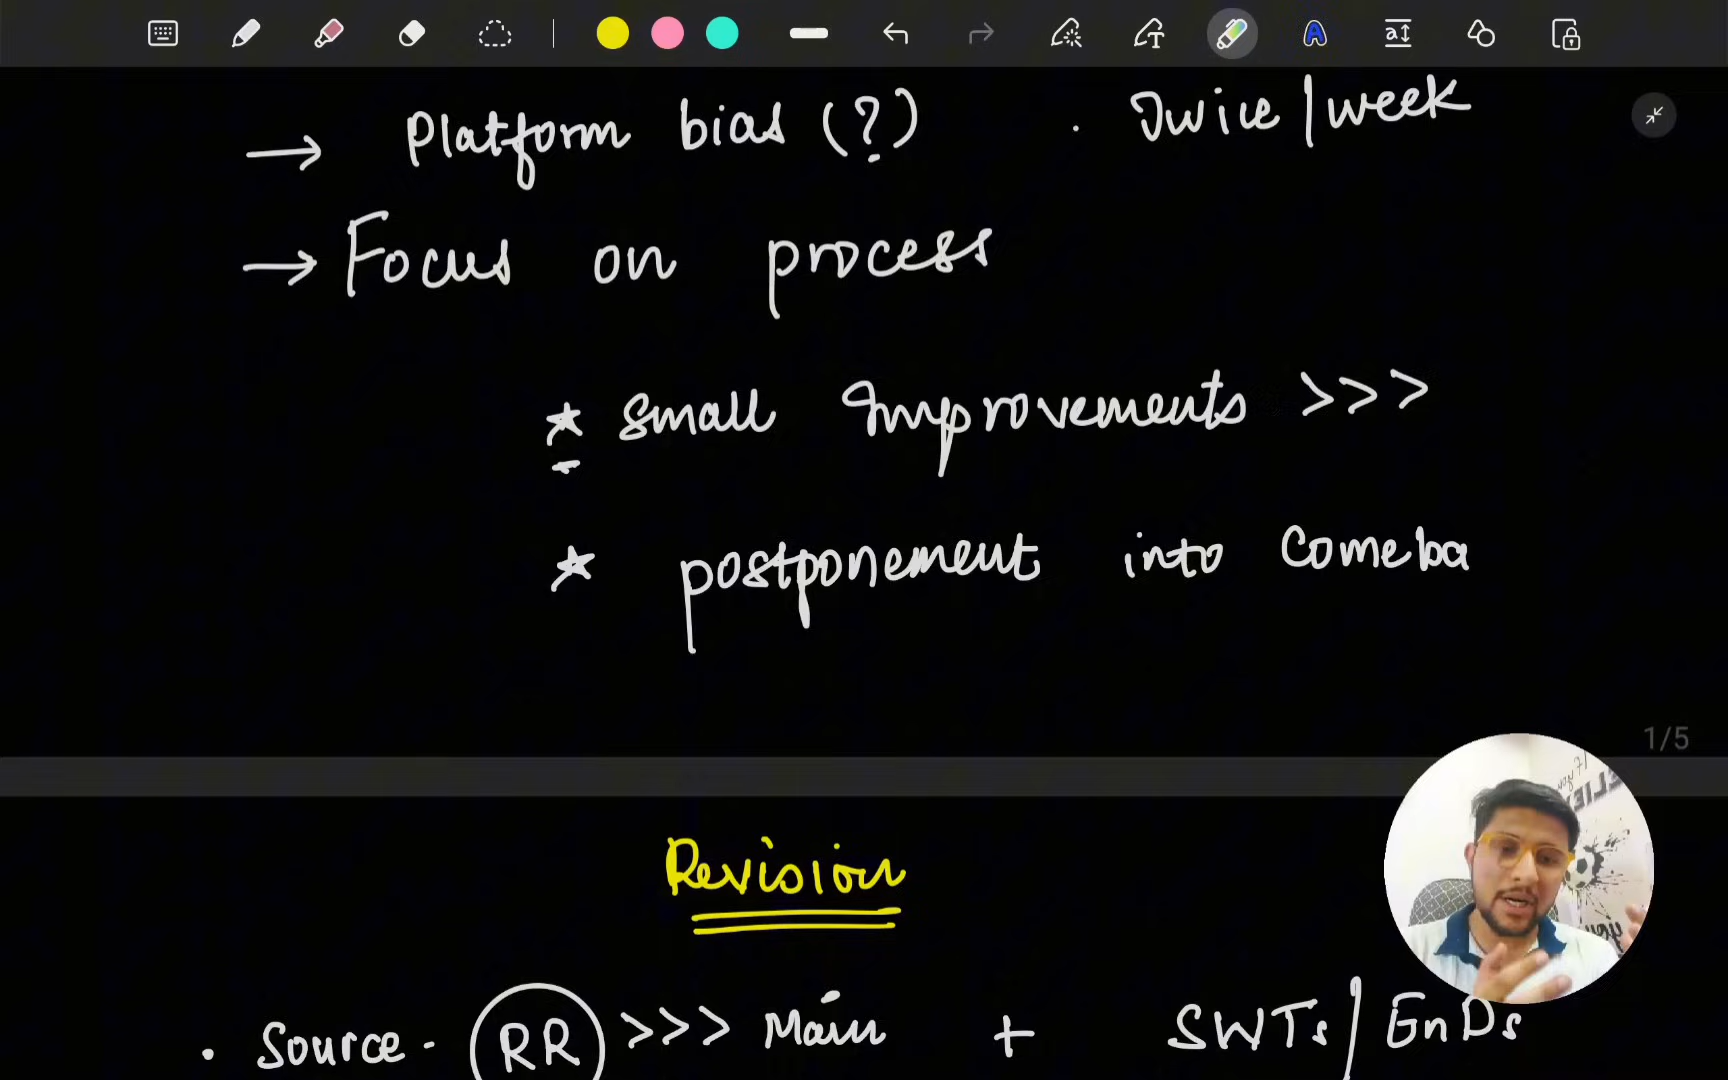 → Platform bias (?) . Twice/week
→ Focus on process
* small Improvements >>>
* postponement into Comeba
1/5
Revision
. Source - RR >>> Main + SWTs/EnDs